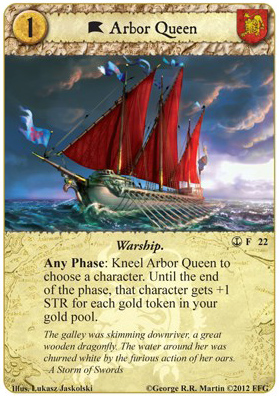 1
Arbor Queen
F 22
Warship.
Any Phase: Kneel Arbor Queen to
choose a character. Until the end
of the phase, that character gets +1
STR for each gold token in your
gold pool.
The galley was skimming downriver, a great
wooden dragonfly. The water around her was
churned white by the furious action of her oars.
–A Storm of Swords
Illus. Lukasz Jaskolski
©George R.R. Martin ©2012 FFG